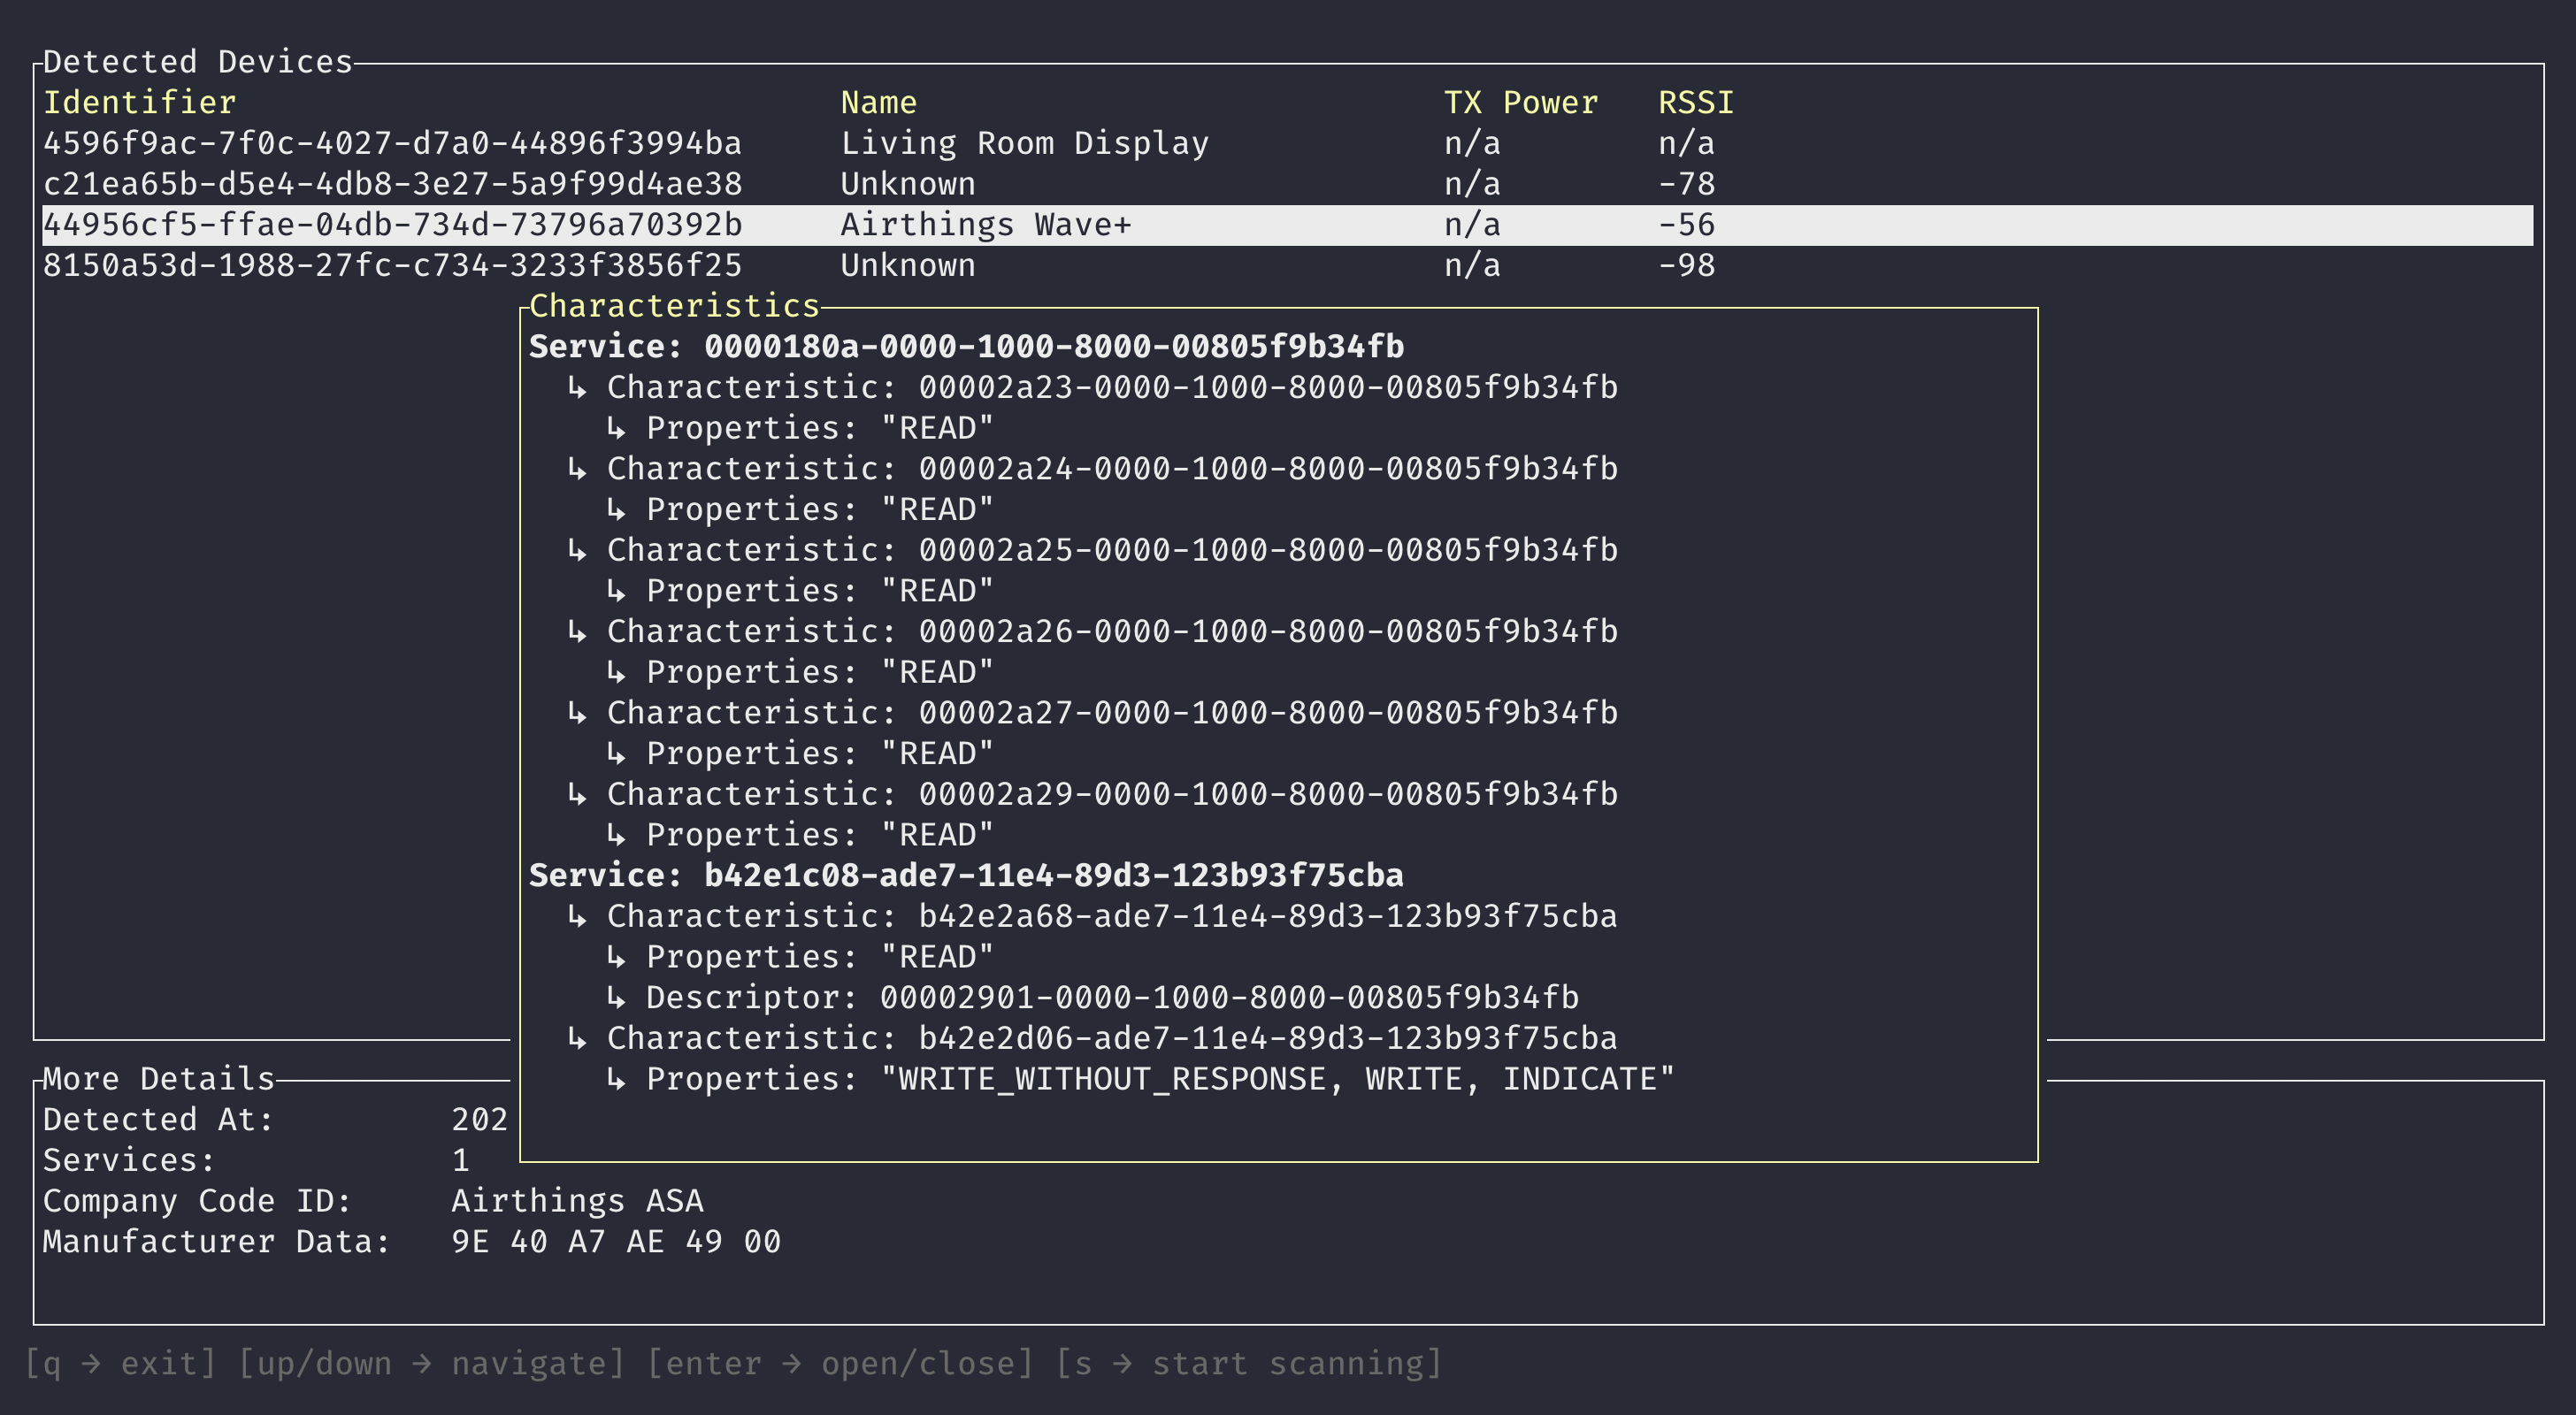 Detected Devices
Identifier Name TX Power RSSI
4596f9ac-7f0c-4027-d7a0-44896f3994ba Living Room Display n/a n/a
c21ea65b-d5e4-4db8-3e27-5a9f99d4ae38 Unknown n/a -78
44956cf5-ffae-04db-734d-73796a70392b Airthings Wave+ n/a -56
8150a53d-1988-27fc-c734-3233f3856f25 Unknown n/a -98
Characteristics
Service: 0000180a-0000-1000-8000-00805f9b34fb
↳ Characteristic: 00002a23-0000-1000-8000-00805f9b34fb
↳ Properties: "READ"
↳ Characteristic: 00002a24-0000-1000-8000-00805f9b34fb
↳ Properties: "READ"
↳ Characteristic: 00002a25-0000-1000-8000-00805f9b34fb
↳ Properties: "READ"
↳ Characteristic: 00002a26-0000-1000-8000-00805f9b34fb
↳ Properties: "READ"
↳ Characteristic: 00002a27-0000-1000-8000-00805f9b34fb
↳ Properties: "READ"
↳ Characteristic: 00002a29-0000-1000-8000-00805f9b34fb
↳ Properties: "READ"
Service: b42e1c08-ade7-11e4-89d3-123b93f75cba
↳ Characteristic: b42e2a68-ade7-11e4-89d3-123b93f75cba
↳ Properties: "READ"
↳ Descriptor: 00002901-0000-1000-8000-00805f9b34fb
↳ Characteristic: b42e2d06-ade7-11e4-89d3-123b93f75cba
↳ Properties: "WRITE_WITHOUT_RESPONSE, WRITE, INDICATE"
More Details
Detected At: 202
Services: 1
Company Code ID: Airthings ASA
Manufacturer Data: 9E 40 A7 AE 49 00
[q → exit] [up/down → navigate] [enter → open/close] [s → start scanning]